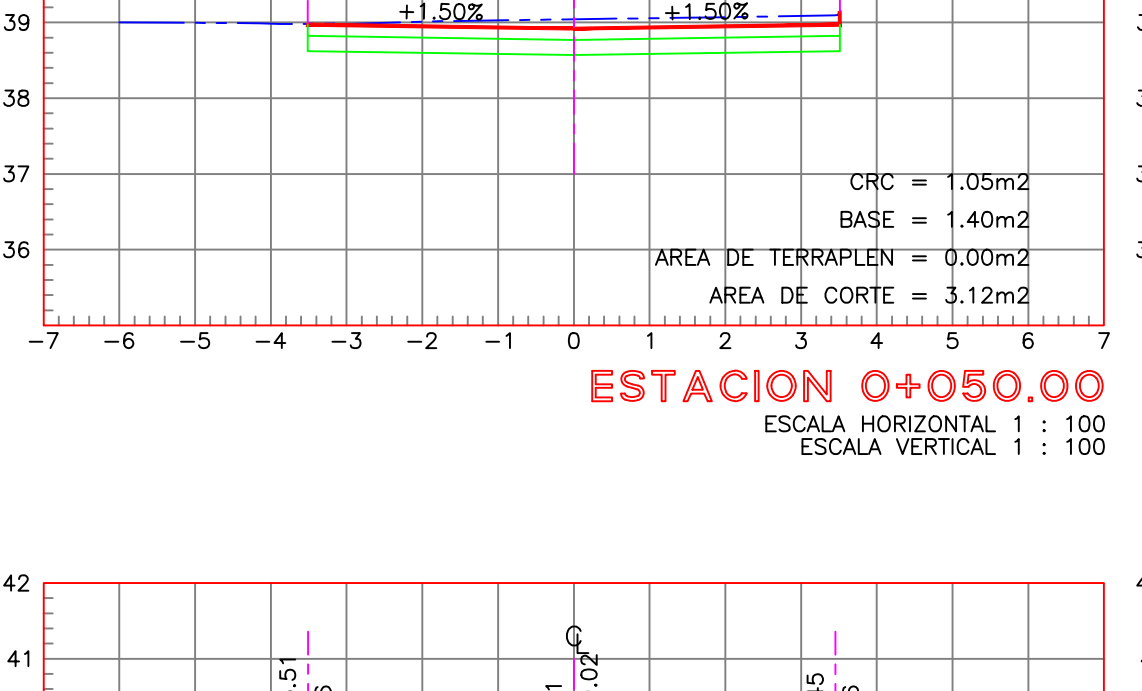 +1.50% +1.50%
39
38
37
CRC = 1.05m2
BASE = 1.40m2
36
AREA DE TERRAPLEN = 0.00m2
AREA DE CORTE = 3.12m2
-7 -6 -5 -4 -3 -2 -1 0 1 2 3 4 5 6 7
ESTACION 0+050.00
ESCALA HORIZONTAL 1 : 100
ESCALA VERTICAL 1 : 100
42
41